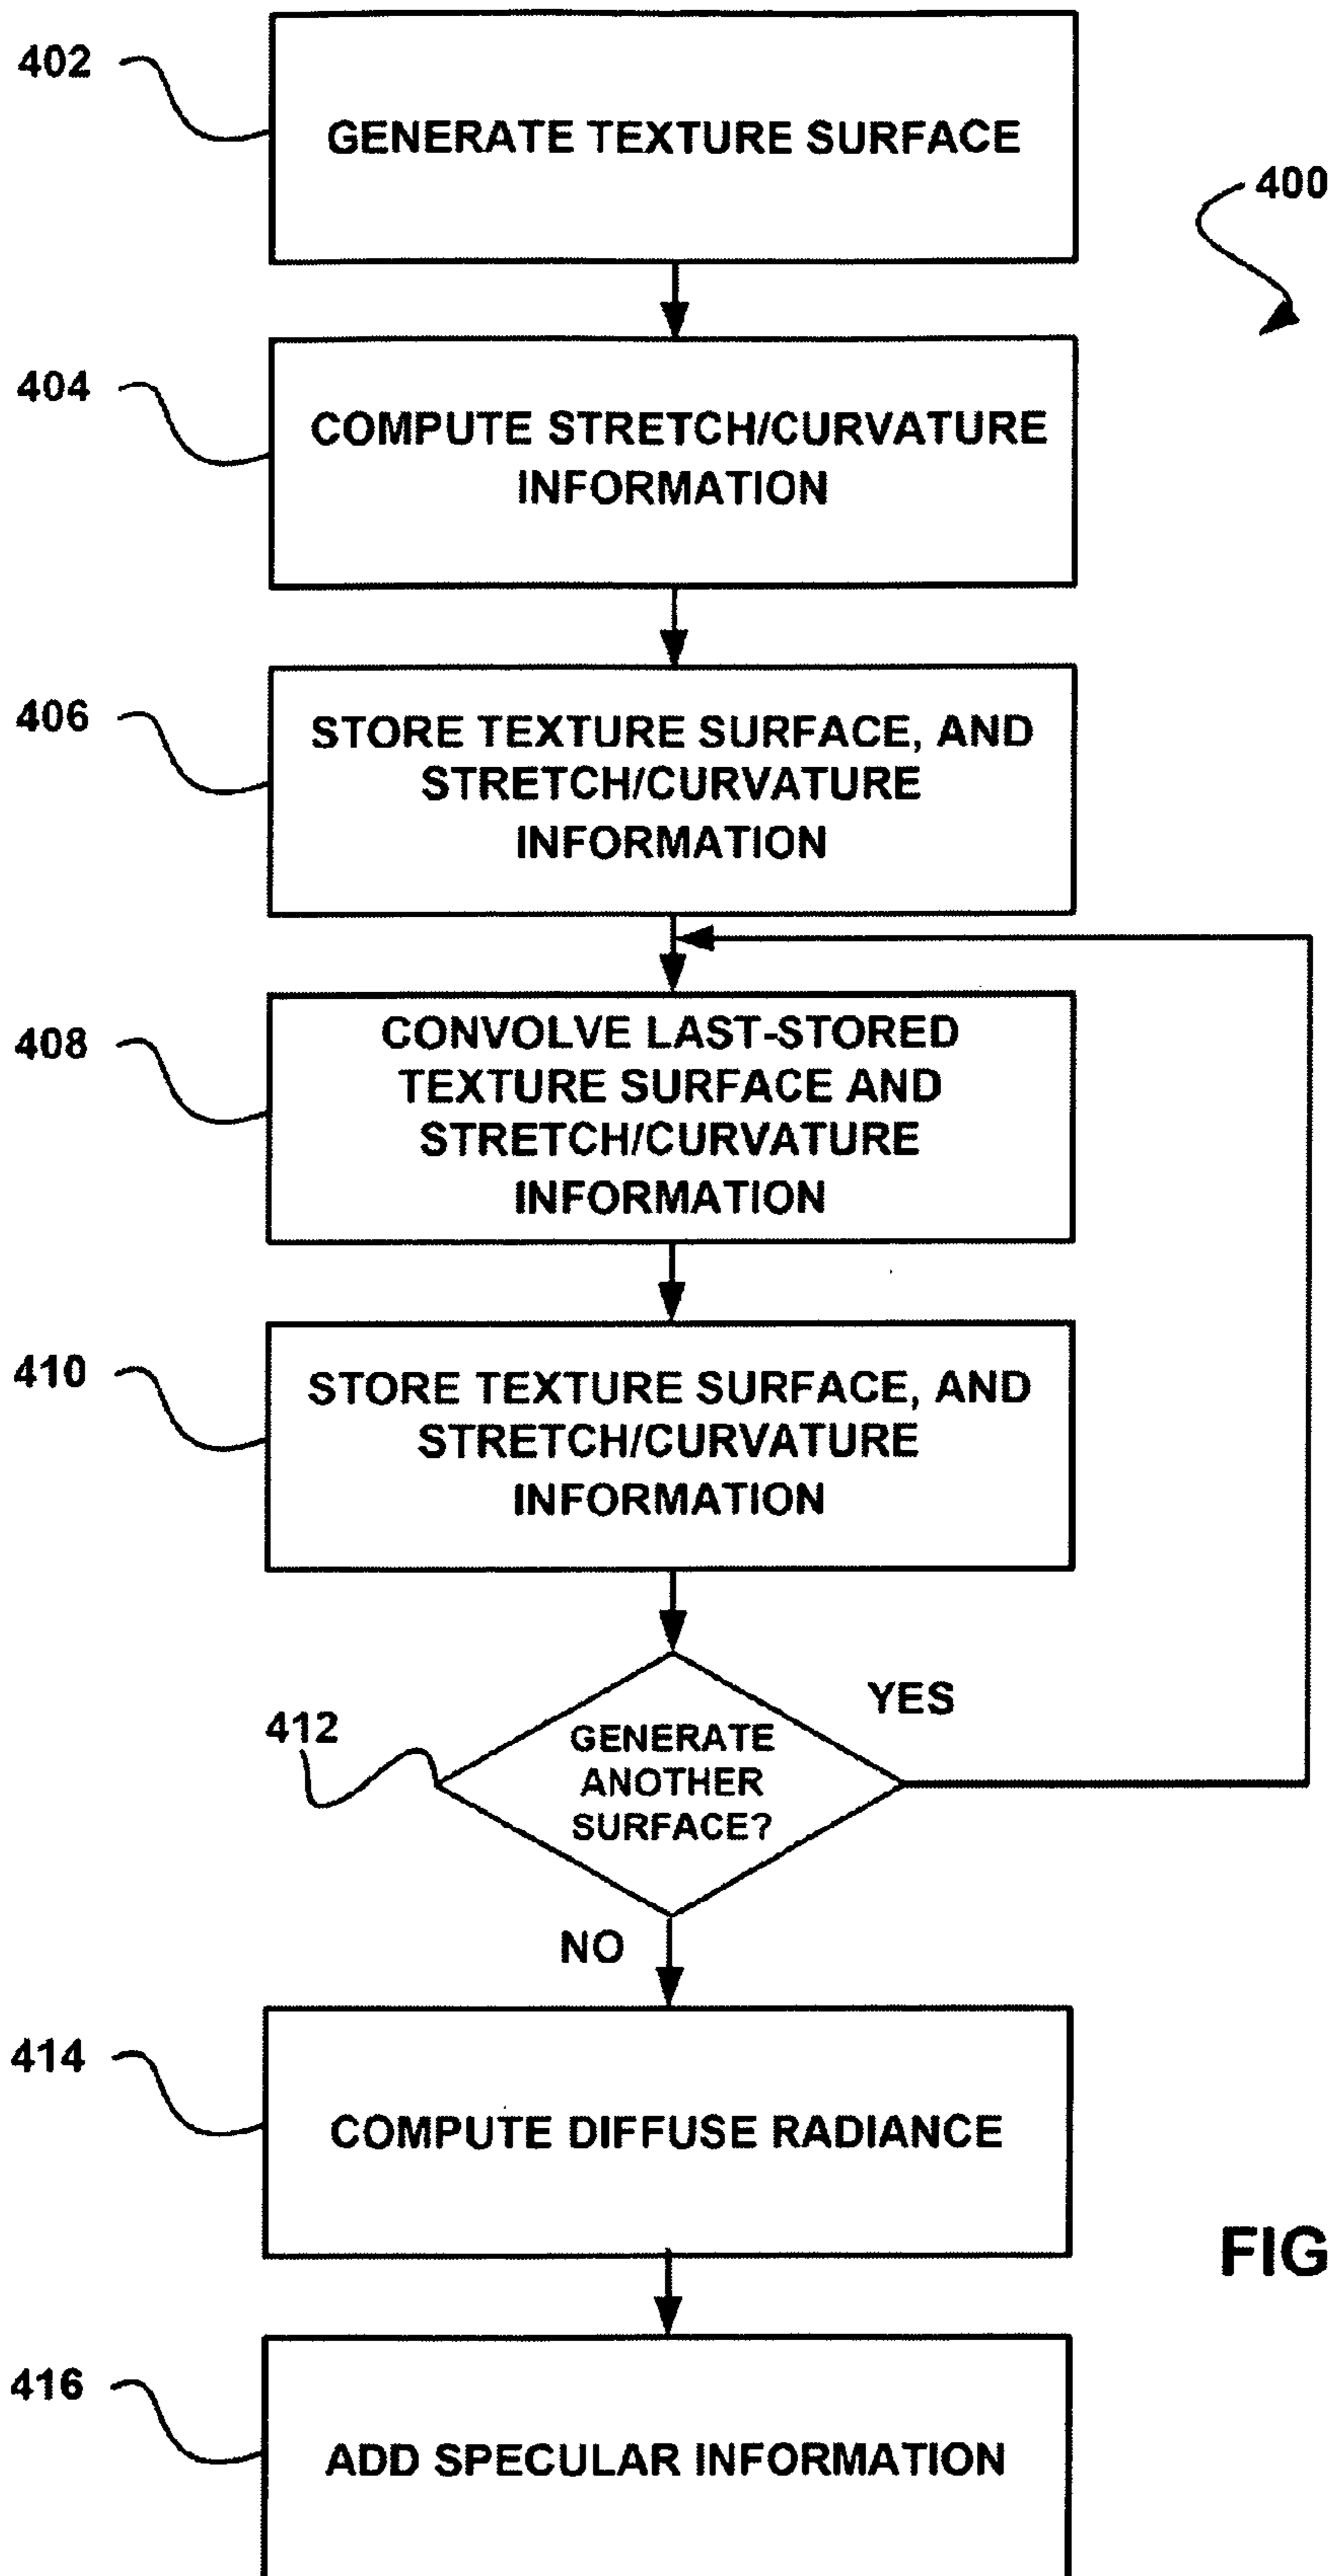 402
GENERATE TEXTURE SURFACE
400
404
COMPUTE STRETCH/CURVATURE
INFORMATION
406
STORE TEXTURE SURFACE, AND
STRETCH/CURVATURE
INFORMATION
408
CONVOLVE LAST-STORED
TEXTURE SURFACE AND
STRETCH/CURVATURE
INFORMATION
410
STORE TEXTURE SURFACE, AND
STRETCH/CURVATURE
INFORMATION
412
GENERATE
ANOTHER
SURFACE?
YES
NO
414
COMPUTE DIFFUSE RADIANCE
FIG
416
ADD SPECULAR INFORMATION